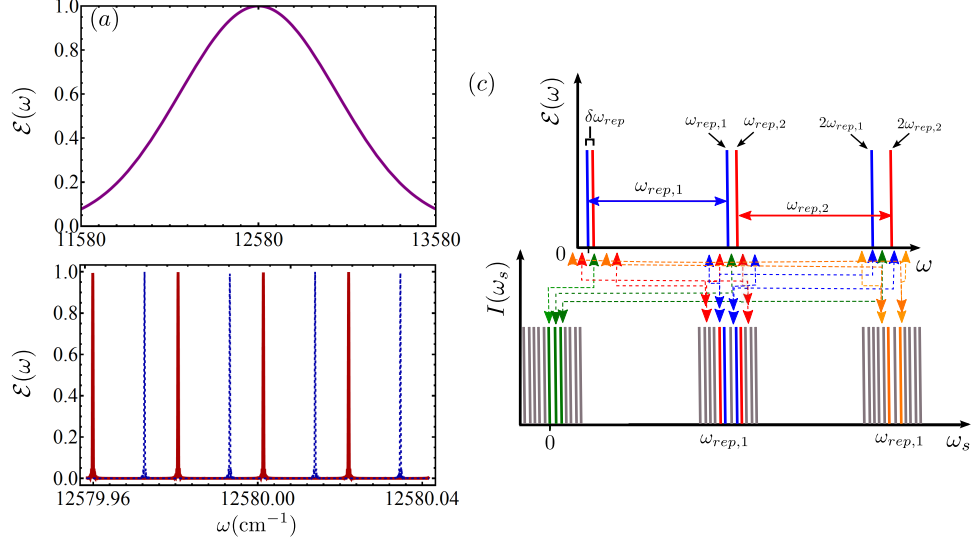 (a)
ℰ(ω)
1.0
0.8
0.6
0.4
0.2
0.0
11580 12580 13580
ℰ(ω)
1.0
0.8
0.6
0.4
0.2
0.0
12579.96 12580.00 12580.04
ω(cm⁻¹)
(c)
ℰ(ω)
δω_rep
ω_rep,1 ω_rep,2
2ω_rep,1 2ω_rep,2
ω_rep,1
ω_rep,2
0
ω
I(ω_s)
0 ω_rep,1 ω_rep,1 ω_s